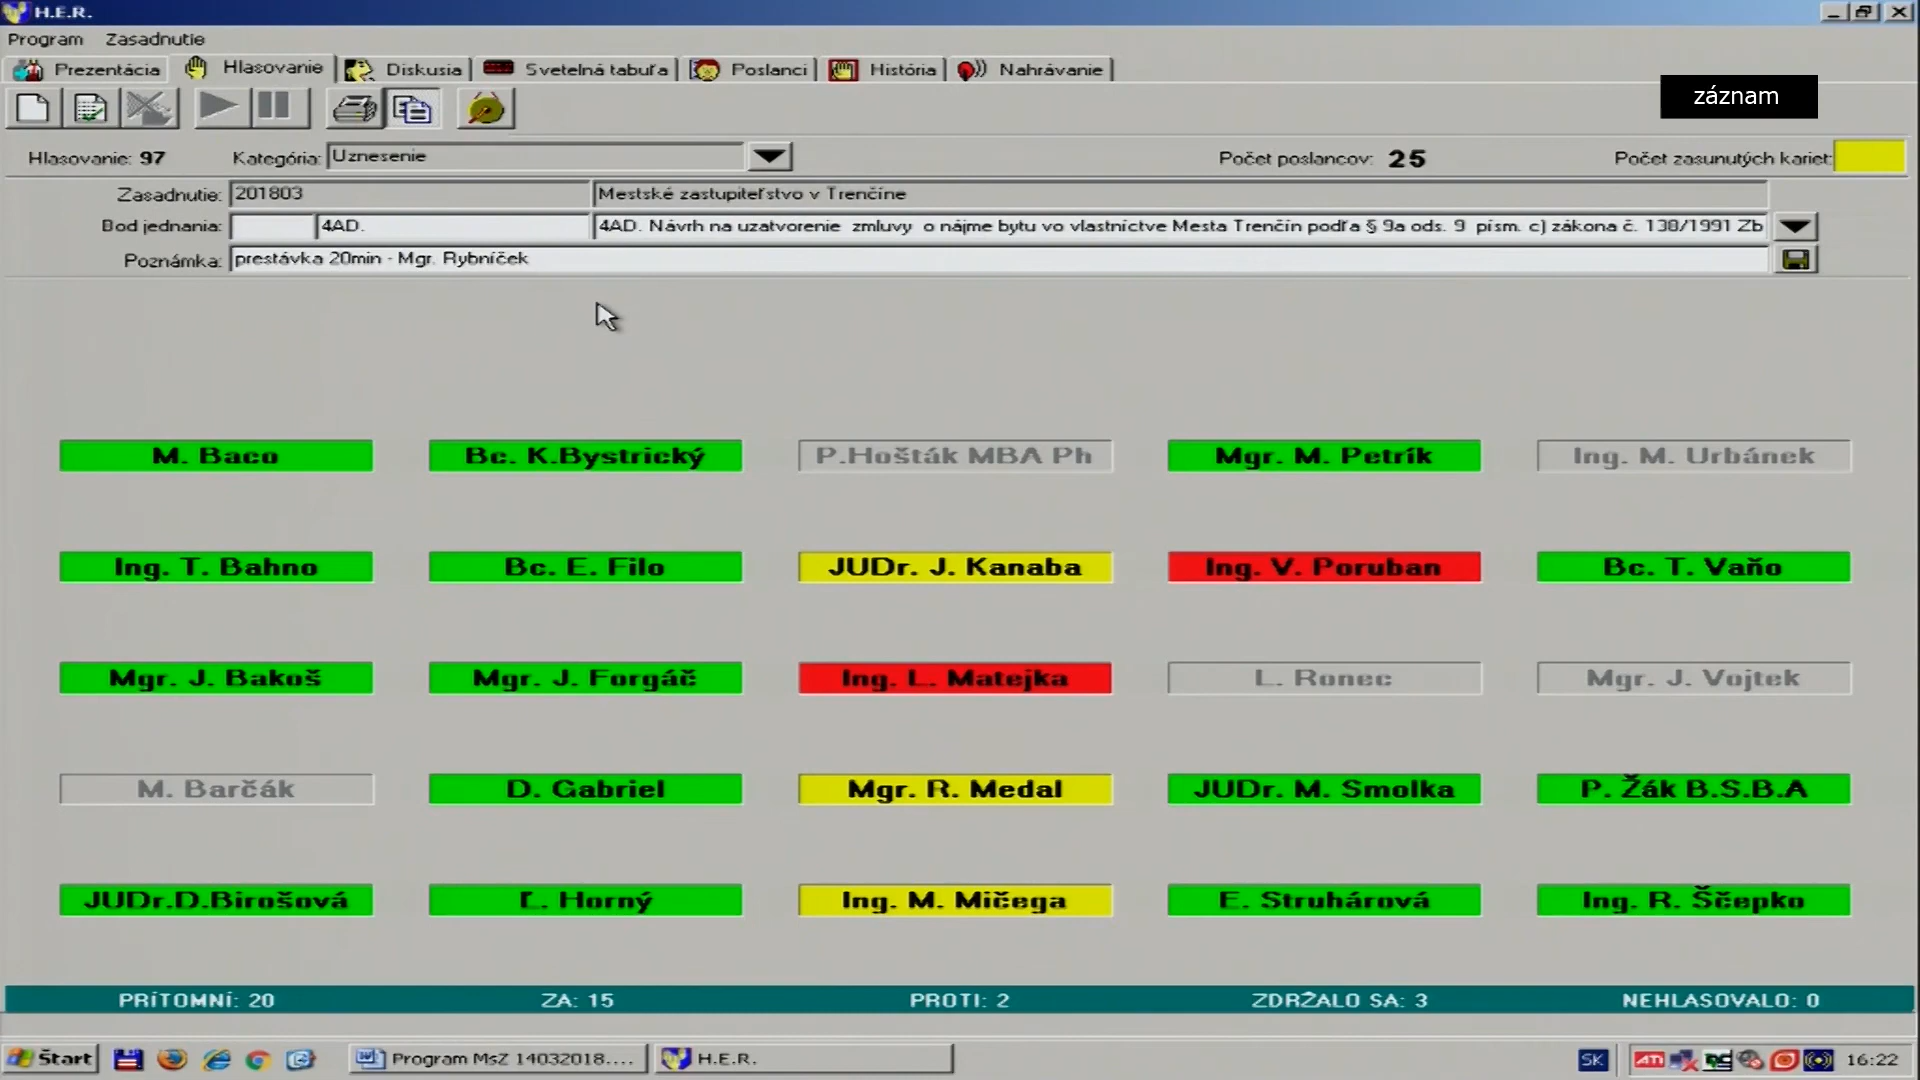 H.E.R.
Program Zasadnutie
Prezentácia Hlasovanie Diskusia Svetelná tabuľa Poslanci História Nahrávanie
záznam
Hlasovanie: 97 Kategória: Uznesenie Počet poslancov: 25 Počet zasunutých kariet:
Zasadnutie: 201803 Mestské zastupiteľstvo v Trenčíne
Bod jednania: 4AD. 4AD. Návrh na uzatvorenie zmluvy o nájme bytu vo vlastníctve Mesta Trenčín podľa § 9a ods. 9 písm. c) zákona č. 138/1991 Zb
Poznámka: prestávka 20min - Mgr. Rybníček
M. Baco Bc. K.Bystrický P.Hošták MBA Ph Mgr. M. Petrík Ing. M. Urbánek
Ing. T. Bahno Bc. E. Filo JUDr. J. Kanaba Ing. V. Poruban Bc. T. Vaňo
Mgr. J. Bakoš Mgr. J. Forgáč Ing. L. Matejka L. Ronec Mgr. J. Vojtek
M. Barčák D. Gabriel Mgr. R. Medal JUDr. M. Smolka P. Žák B.S.B.A
JUDr.D.Birošová Ľ. Horný Ing. M. Mičega E. Struhárová Ing. R. Ščepko
PRÍTOMNÍ: 20 ZA: 15 PROTI: 2 ZDRŽALO SA: 3 NEHLASOVALO: 0
Štart Program MsZ 14032018.... H.E.R. SK ATI 16:22